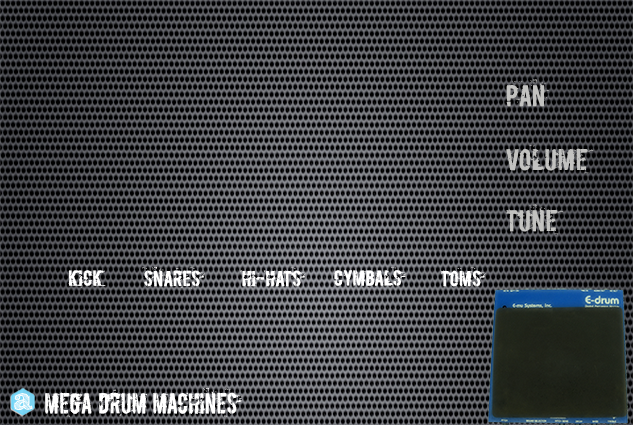 PAN
VOLUME
TUNE
KICK SNARES HI-HATS CYMBALS TOMS
E-mu Systems, Inc. E-drum
MEGA DRUM MACHINES